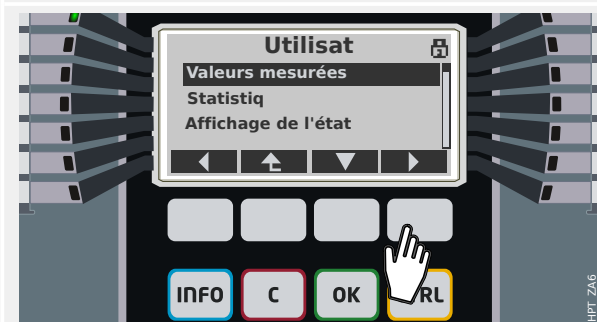 Utilisat
Valeurs mesurées
Statistiq
Affichage de l'état
INFO
C
OK
RL
HPT_ZA6